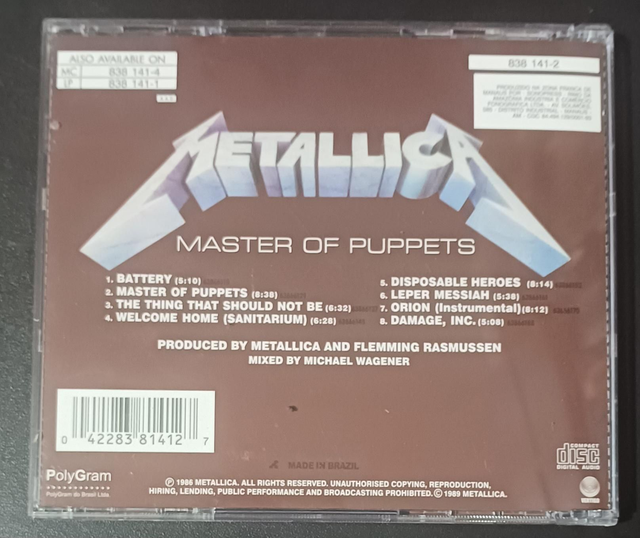 ALSO AVAILABLE ON
MC 838 141-4
LP 838 141-1
838 141-2
PRODUZIDO NA ZONA FRANCA DE
METALLICA
MASTER OF PUPPETS
1. BATTERY (5:10)
2. MASTER OF PUPPETS (8:38)
3. THE THING THAT SHOULD NOT BE (6:32)
4. WELCOME HOME (SANITARIUM) (6:28)
5. DISPOSABLE HEROES (8:14)
6. LEPER MESSIAH (5:38)
7. ORION (Instrumental) (8:12)
8. DAMAGE, INC. (5:08)
PRODUCED BY METALLICA AND FLEMMING RASMUSSEN
MIXED BY MICHAEL WAGENER
0 42283 81412 7
MADE IN BRAZIL
COMPACT
disc
DIGITAL AUDIO
PolyGram
PolyGram do Brasil Ltda.
℗ 1986 METALLICA. ALL RIGHTS RESERVED. UNAUTHORISED COPYING, REPRODUCTION,
HIRING, LENDING, PUBLIC PERFORMANCE AND BROADCASTING PROHIBITED. © 1989 METALLICA.